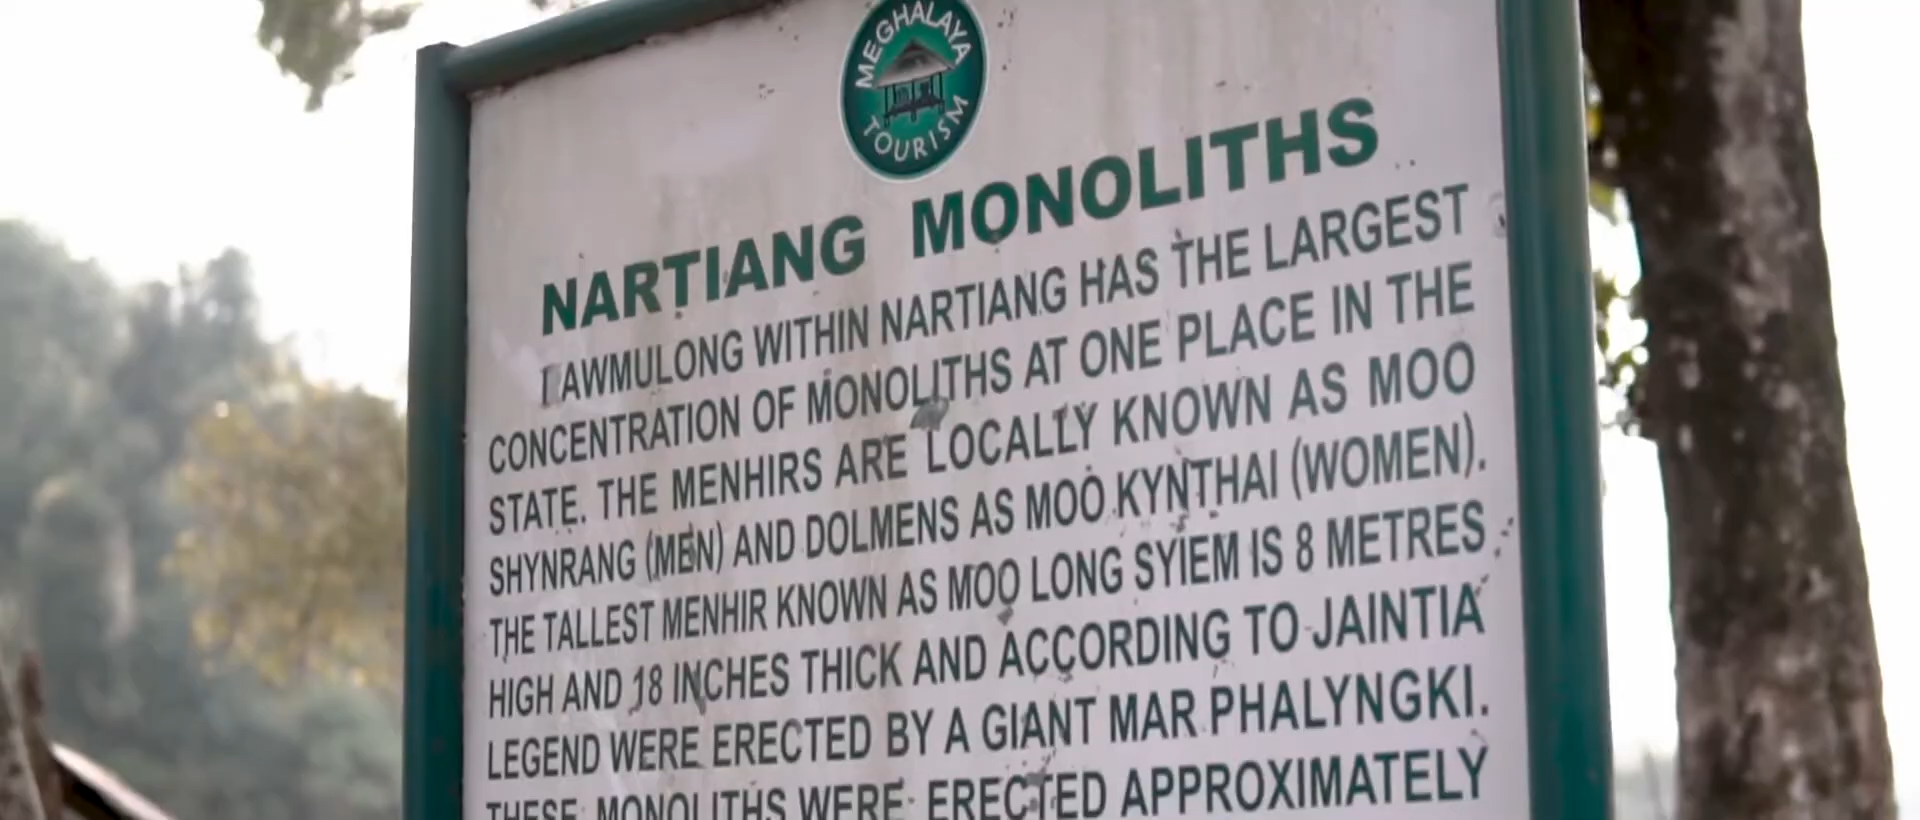 MEGHALAYA
TOURISM
NARTIANG MONOLITHS
IAWMULONG WITHIN NARTIANG HAS THE LARGEST
CONCENTRATION OF MONOLITHS AT ONE PLACE IN THE
STATE. THE MENHIRS ARE LOCALLY KNOWN AS MOO
SHYNRANG (MEN) AND DOLMENS AS MOO KYNTHAI (WOMEN).
THE TALLEST MENHIR KNOWN AS MOO LONG SYIEM IS 8 METRES
HIGH AND 18 INCHES THICK AND ACCORDING TO JAINTIA
LEGEND WERE ERECTED BY A GIANT MAR PHALYNGKI.
THESE MONOLITHS WERE ERECTED APPROXIMATELY